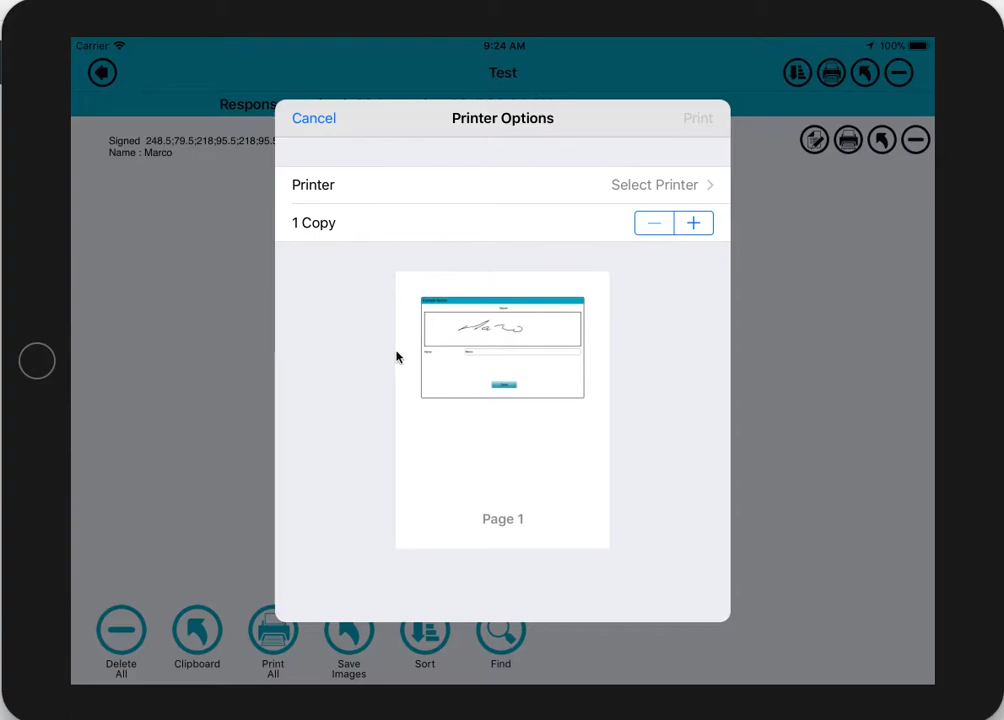 Carrier 9:24 AM 100%
Test
Respons
Cancel Printer Options Print
Signed 248.5;79.5;218;95.5;218;95.5
Name : Marco
Printer Select Printer
1 Copy
Marco
Page 1
Delete All
Clipboard
Print All
Save Images
Sort
Find